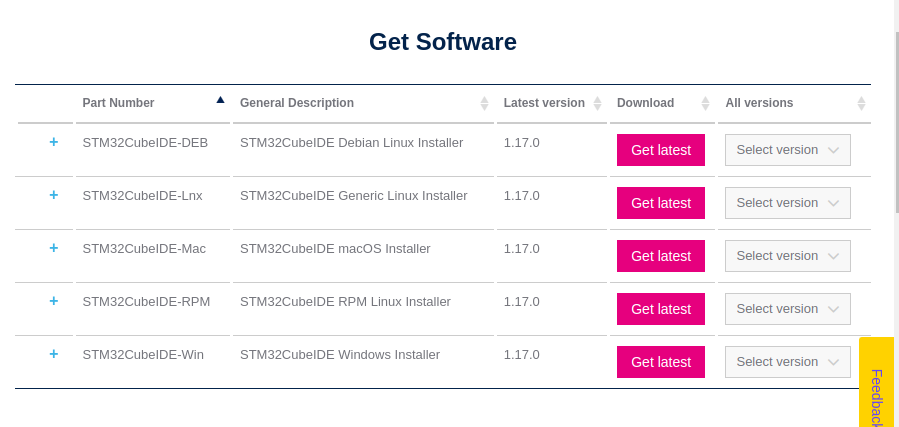 Get Software
Part Number General Description Latest version Download All versions
+ STM32CubeIDE-DEB STM32CubeIDE Debian Linux Installer 1.17.0 Get latest Select version
+ STM32CubeIDE-Lnx STM32CubeIDE Generic Linux Installer 1.17.0 Get latest Select version
+ STM32CubeIDE-Mac STM32CubeIDE macOS Installer 1.17.0 Get latest Select version
+ STM32CubeIDE-RPM STM32CubeIDE RPM Linux Installer 1.17.0 Get latest Select version
+ STM32CubeIDE-Win STM32CubeIDE Windows Installer 1.17.0 Get latest Select version
Feedback